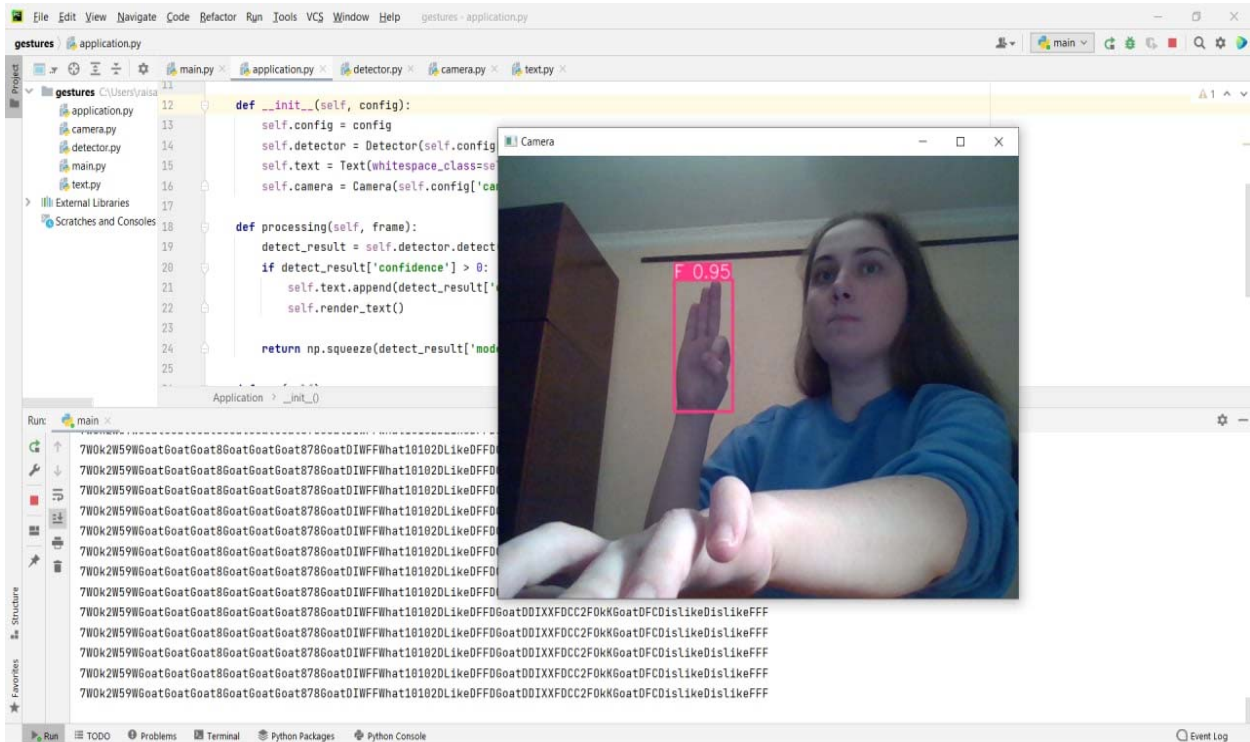 File Edit View Navigate Code Refactor Run Tools VCS Window Help gestures - application.py
gestures application.py main
Project main.py application.py detector.py camera.py text.py
gestures C:\Users\raisa
application.py
camera.py
detector.py
main.py
text.py
External Libraries
Scratches and Consoles
11
12 def __init__(self, config):
13 self.config = config
14 self.detector = Detector(self.config
15 self.text = Text(whitespace_class=se
16 self.camera = Camera(self.config['ca
17
18 def processing(self, frame):
19 detect_result = self.detector.detect
20 if detect_result['confidence'] > 0:
21 self.text.append(detect_result['
22 self.render_text()
23
24 return np.squeeze(detect_result['mod
25
1
Application > __init__()
Camera
F 0.95
Run: main
7WOk2W59WGoatGoatGoat8GoatGoatGoat878GoatDIWFFWhat10102DLikeDFFD
7WOk2W59WGoatGoatGoat8GoatGoatGoat878GoatDIWFFWhat10102DLikeDFFD
7WOk2W59WGoatGoatGoat8GoatGoatGoat878GoatDIWFFWhat10102DLikeDFFD
7WOk2W59WGoatGoatGoat8GoatGoatGoat878GoatDIWFFWhat10102DLikeDFFD
7WOk2W59WGoatGoatGoat8GoatGoatGoat878GoatDIWFFWhat10102DLikeDFFD
7WOk2W59WGoatGoatGoat8GoatGoatGoat878GoatDIWFFWhat10102DLikeDFFD
7WOk2W59WGoatGoatGoat8GoatGoatGoat878GoatDIWFFWhat10102DLikeDFFD
7WOk2W59WGoatGoatGoat8GoatGoatGoat878GoatDIWFFWhat10102DLikeDFFD
7WOk2W59WGoatGoatGoat8GoatGoatGoat878GoatDIWFFWhat10102DLikeDFFDGoatDDIXXFDCC2FOkKGoatDFCDislikeDislikeFFF
7WOk2W59WGoatGoatGoat8GoatGoatGoat878GoatDIWFFWhat10102DLikeDFFDGoatDDIXXFDCC2FOkKGoatDFCDislikeDislikeFFF
7WOk2W59WGoatGoatGoat8GoatGoatGoat878GoatDIWFFWhat10102DLikeDFFDGoatDDIXXFDCC2FOkKGoatDFCDislikeDislikeFFF
7WOk2W59WGoatGoatGoat8GoatGoatGoat878GoatDIWFFWhat10102DLikeDFFDGoatDDIXXFDCC2FOkKGoatDFCDislikeDislikeFFF
7WOk2W59WGoatGoatGoat8GoatGoatGoat878GoatDIWFFWhat10102DLikeDFFDGoatDDIXXFDCC2FOkKGoatDFCDislikeDislikeFFF
Structure
Favorites
Run TODO Problems Terminal Python Packages Python Console Event Log